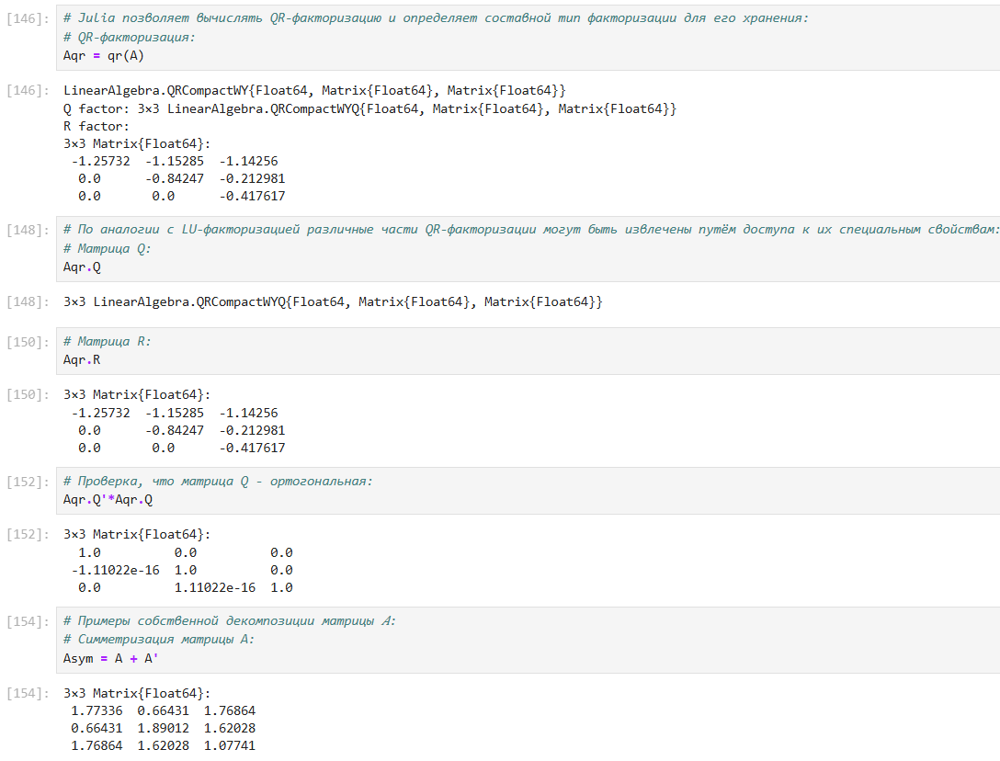 [146]: # Julia позволяет вычислять QR-факторизацию и определяет составной тип факторизации для его хранения:
# QR-факторизация:
Aqr = qr(A)
[146]: LinearAlgebra.QRCompactWY{Float64, Matrix{Float64}, Matrix{Float64}}
Q factor: 3×3 LinearAlgebra.QRCompactWYQ{Float64, Matrix{Float64}, Matrix{Float64}}
R factor:
3×3 Matrix{Float64}:
-1.25732 -1.15285 -1.14256
0.0 -0.84247 -0.212981
0.0 0.0 -0.417617
[148]: # По аналогии с LU-факторизацией различные части QR-факторизации могут быть извлечены путём доступа к их специальным свойствам:
# Матрица Q:
Aqr.Q
[148]: 3×3 LinearAlgebra.QRCompactWYQ{Float64, Matrix{Float64}, Matrix{Float64}}
[150]: # Матрица R:
Aqr.R
[150]: 3×3 Matrix{Float64}:
-1.25732 -1.15285 -1.14256
0.0 -0.84247 -0.212981
0.0 0.0 -0.417617
[152]: # Проверка, что матрица Q - ортогональная:
Aqr.Q'*Aqr.Q
[152]: 3×3 Matrix{Float64}:
1.0 0.0 0.0
-1.11022e-16 1.0 0.0
0.0 1.11022e-16 1.0
[154]: # Примеры собственной декомпозиции матрицы A:
# Симметризация матрицы A:
Asym = A + A'
[154]: 3×3 Matrix{Float64}:
1.77336 0.66431 1.76864
0.66431 1.89012 1.62028
1.76864 1.62028 1.07741